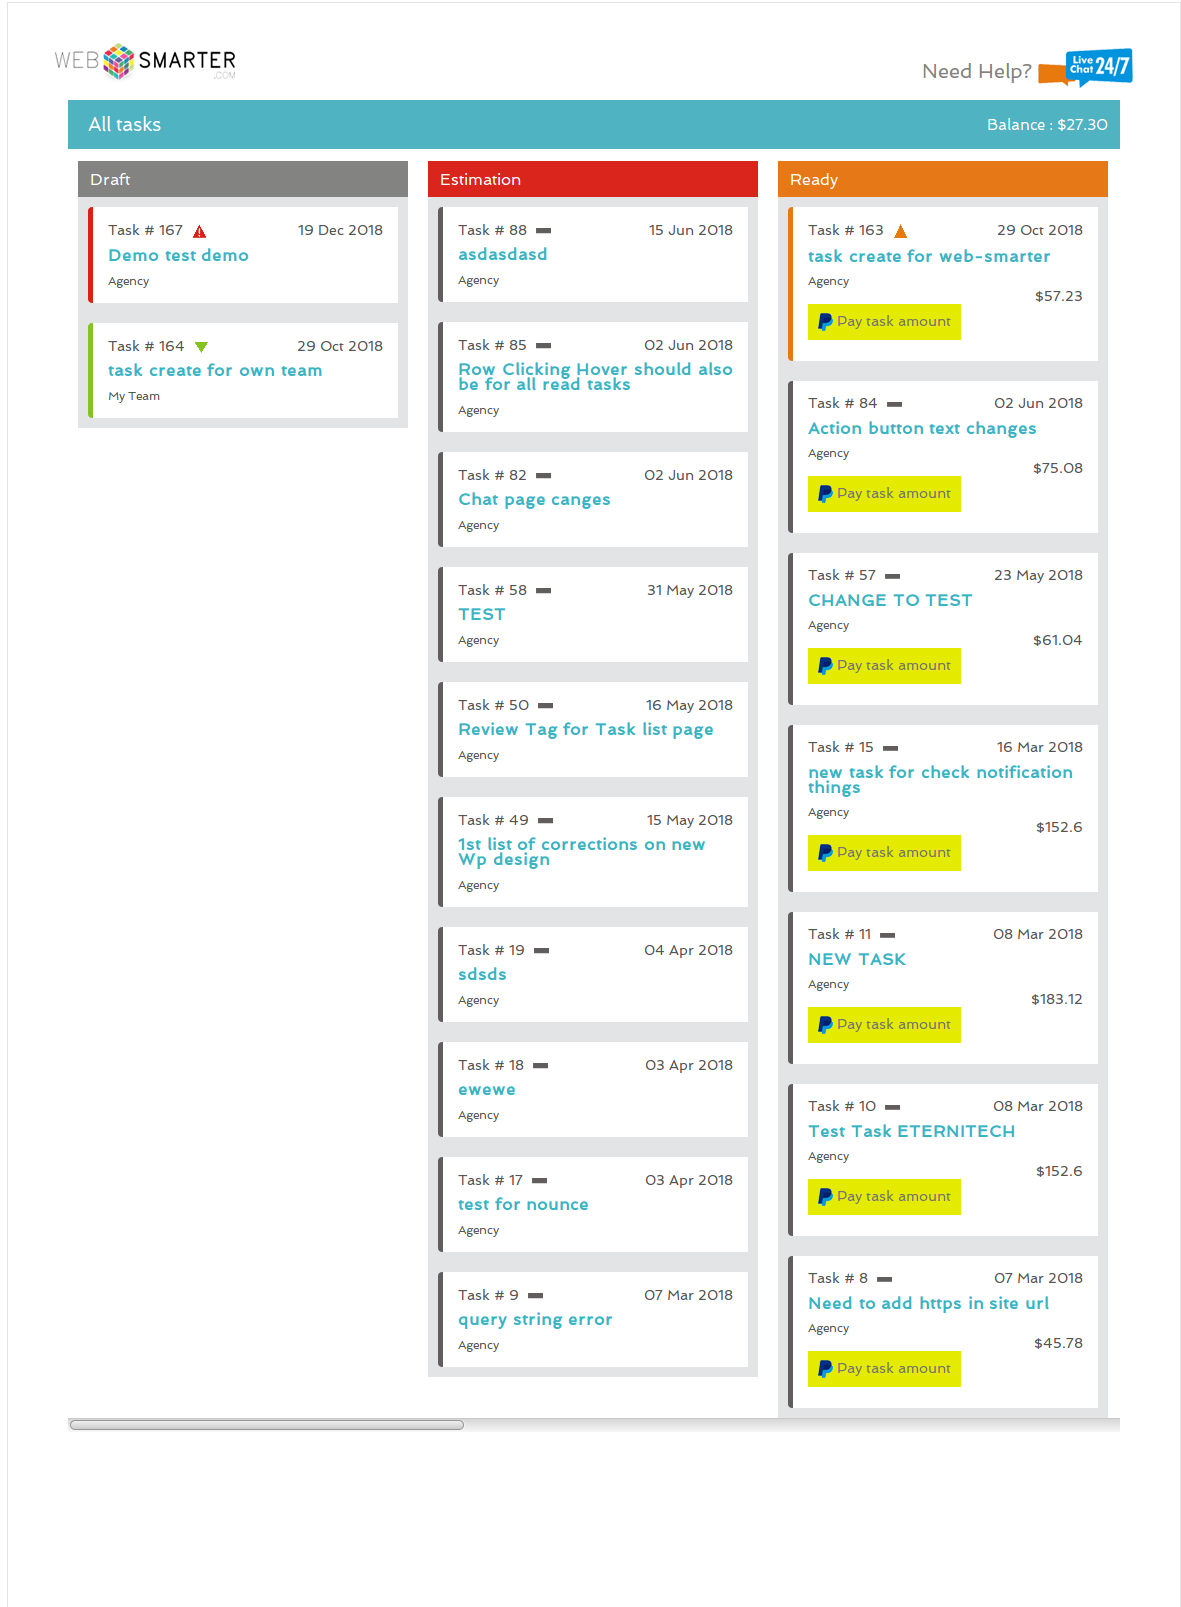 WEB SMARTER
.COM
Need Help?
Live Chat 24/7
All tasks
Balance : $27.30
Draft
Task # 167
19 Dec 2018
Demo test demo
Agency
Task # 164
29 Oct 2018
task create for own team
My Team
Estimation
Task # 88
15 Jun 2018
asdasdasd
Agency
Task # 85
02 Jun 2018
Row Clicking Hover should also
be for all read tasks
Agency
Task # 82
02 Jun 2018
Chat page canges
Agency
Task # 58
31 May 2018
TEST
Agency
Task # 50
16 May 2018
Review Tag for Task list page
Agency
Task # 49
15 May 2018
1st list of corrections on new
Wp design
Agency
Task # 19
04 Apr 2018
sdsds
Agency
Task # 18
03 Apr 2018
ewewe
Agency
Task # 17
03 Apr 2018
test for nounce
Agency
Task # 9
07 Mar 2018
query string error
Agency
Ready
Task # 163
29 Oct 2018
task create for web-smarter
Agency
$57.23
Pay task amount
Task # 84
02 Jun 2018
Action button text changes
Agency
$75.08
Pay task amount
Task # 57
23 May 2018
CHANGE TO TEST
Agency
$61.04
Pay task amount
Task # 15
16 Mar 2018
new task for check notification
things
Agency
$152.6
Pay task amount
Task # 11
08 Mar 2018
NEW TASK
Agency
$183.12
Pay task amount
Task # 10
08 Mar 2018
Test Task ETERNITECH
Agency
$152.6
Pay task amount
Task # 8
07 Mar 2018
Need to add https in site url
Agency
$45.78
Pay task amount